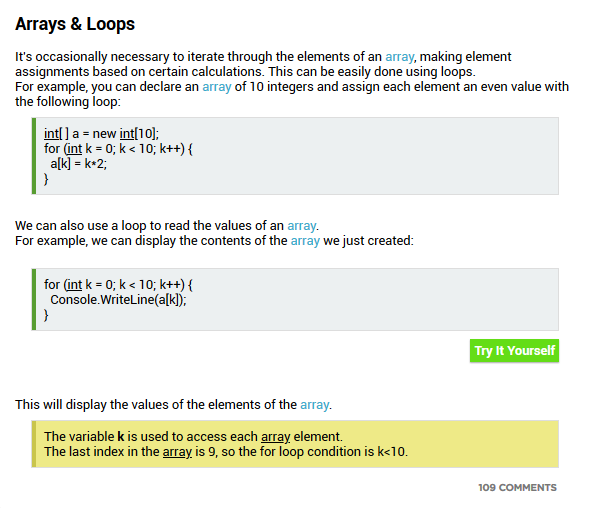 Arrays & Loops
It's occasionally necessary to iterate through the elements of an array, making element
assignments based on certain calculations. This can be easily done using loops.
For example, you can declare an array of 10 integers and assign each element an even value with
the following loop:
int[ ] a = new int[10];
for (int k = 0; k < 10; k++) {
a[k] = k*2;
}
We can also use a loop to read the values of an array.
For example, we can display the contents of the array we just created:
for (int k = 0; k < 10; k++) {
Console.WriteLine(a[k]);
}
Try It Yourself
This will display the values of the elements of the array.
The variable k is used to access each array element.
The last index in the array is 9, so the for loop condition is k<10.
109 COMMENTS